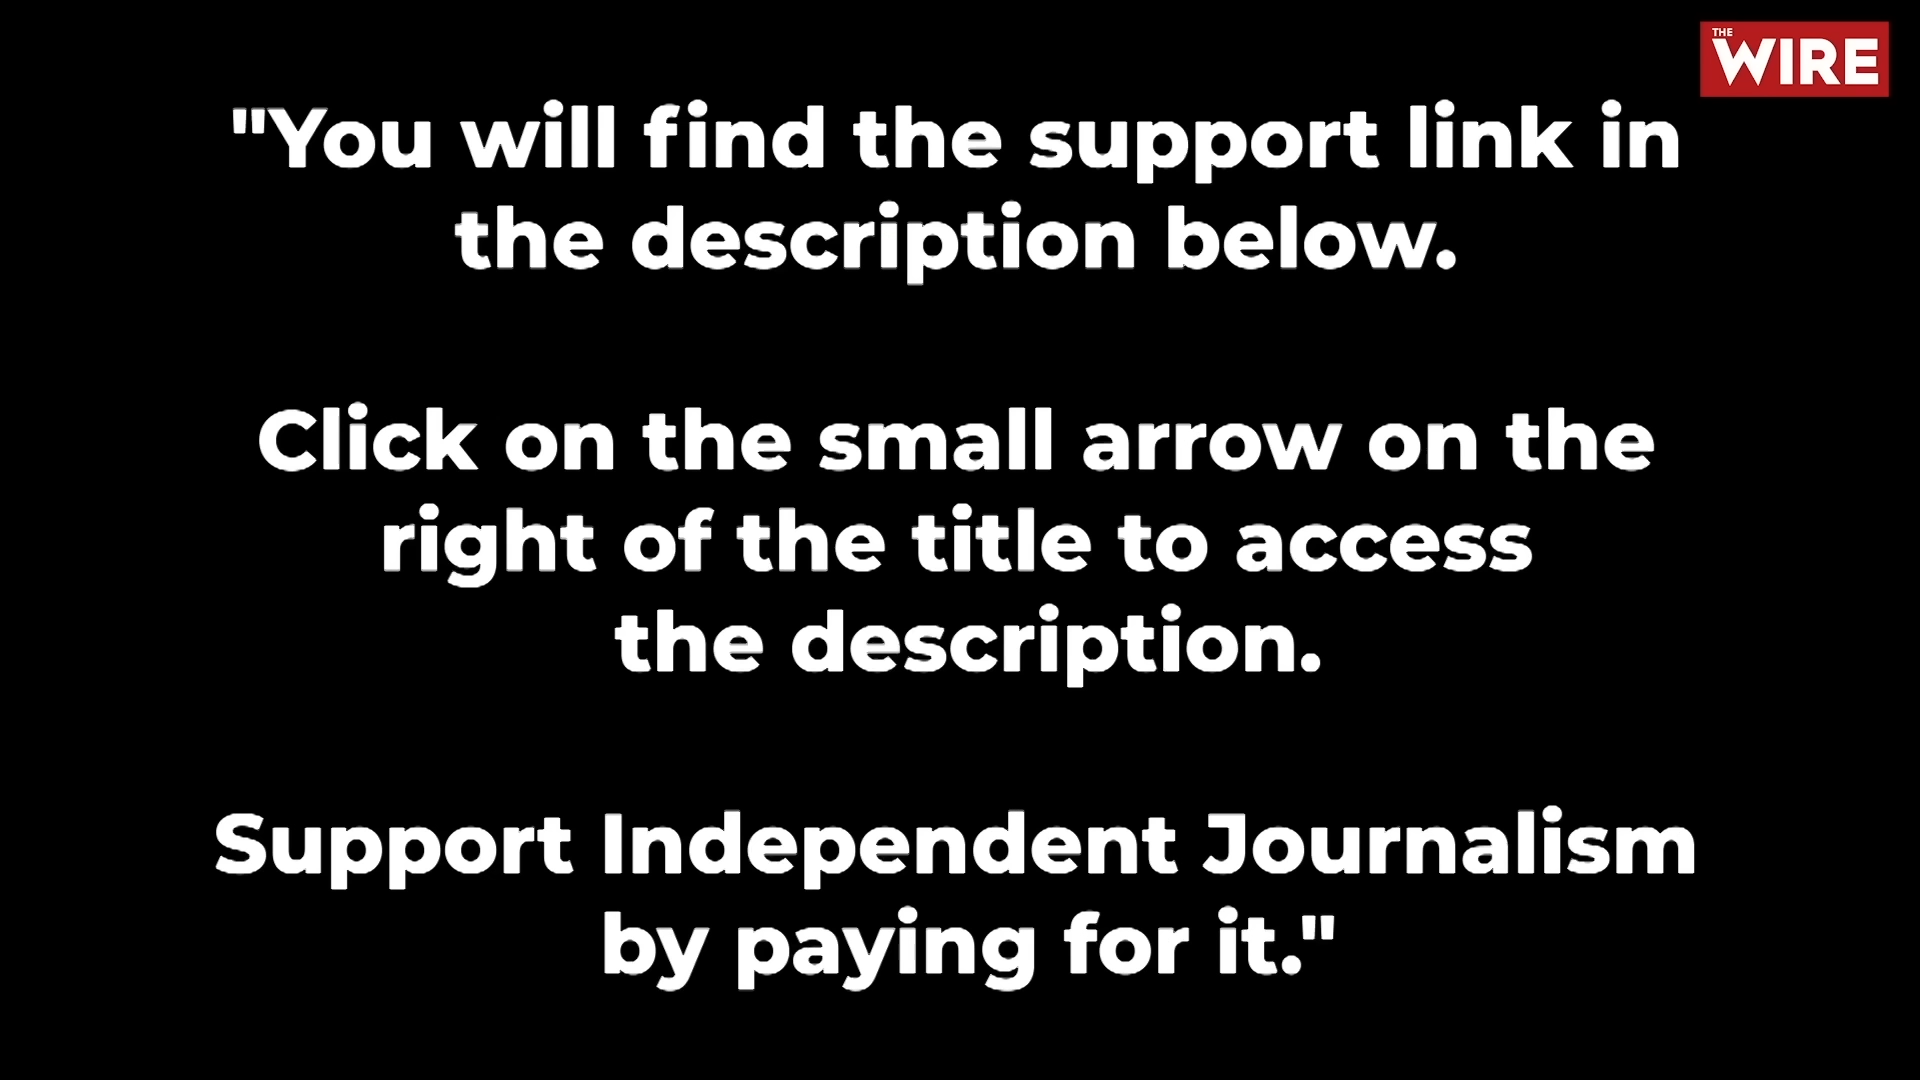 THE
WIRE
"You will find the support link in
the description below.
Click on the small arrow on the
right of the title to access
the description.
Support Independent Journalism
by paying for it."